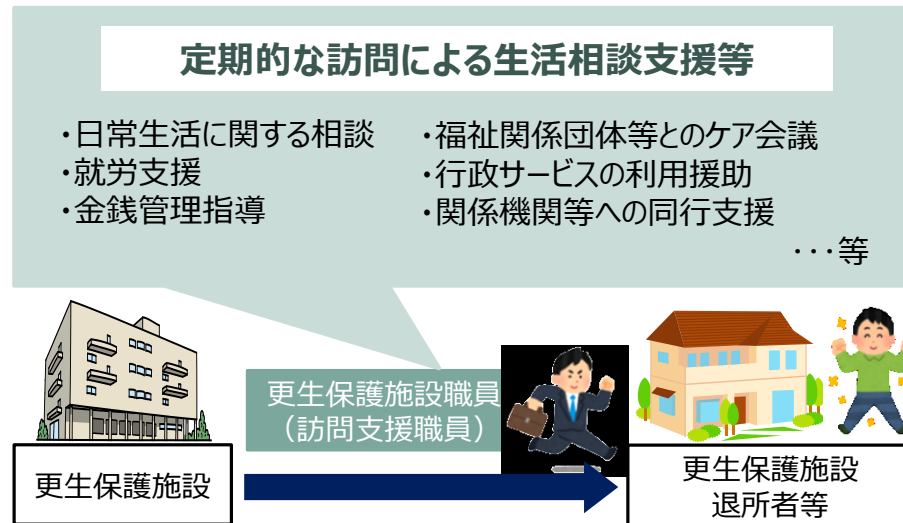 定期的な訪問による生活相談支援等
・日常生活に関する相談
・就労支援
・金銭管理指導
・福祉関係団体等とのケア会議
・行政サービスの利用援助
・関係機関等への同行支援
・・・等
更生保護施設職員
（訪問支援職員）
更生保護施設
更生保護施設
退所者等